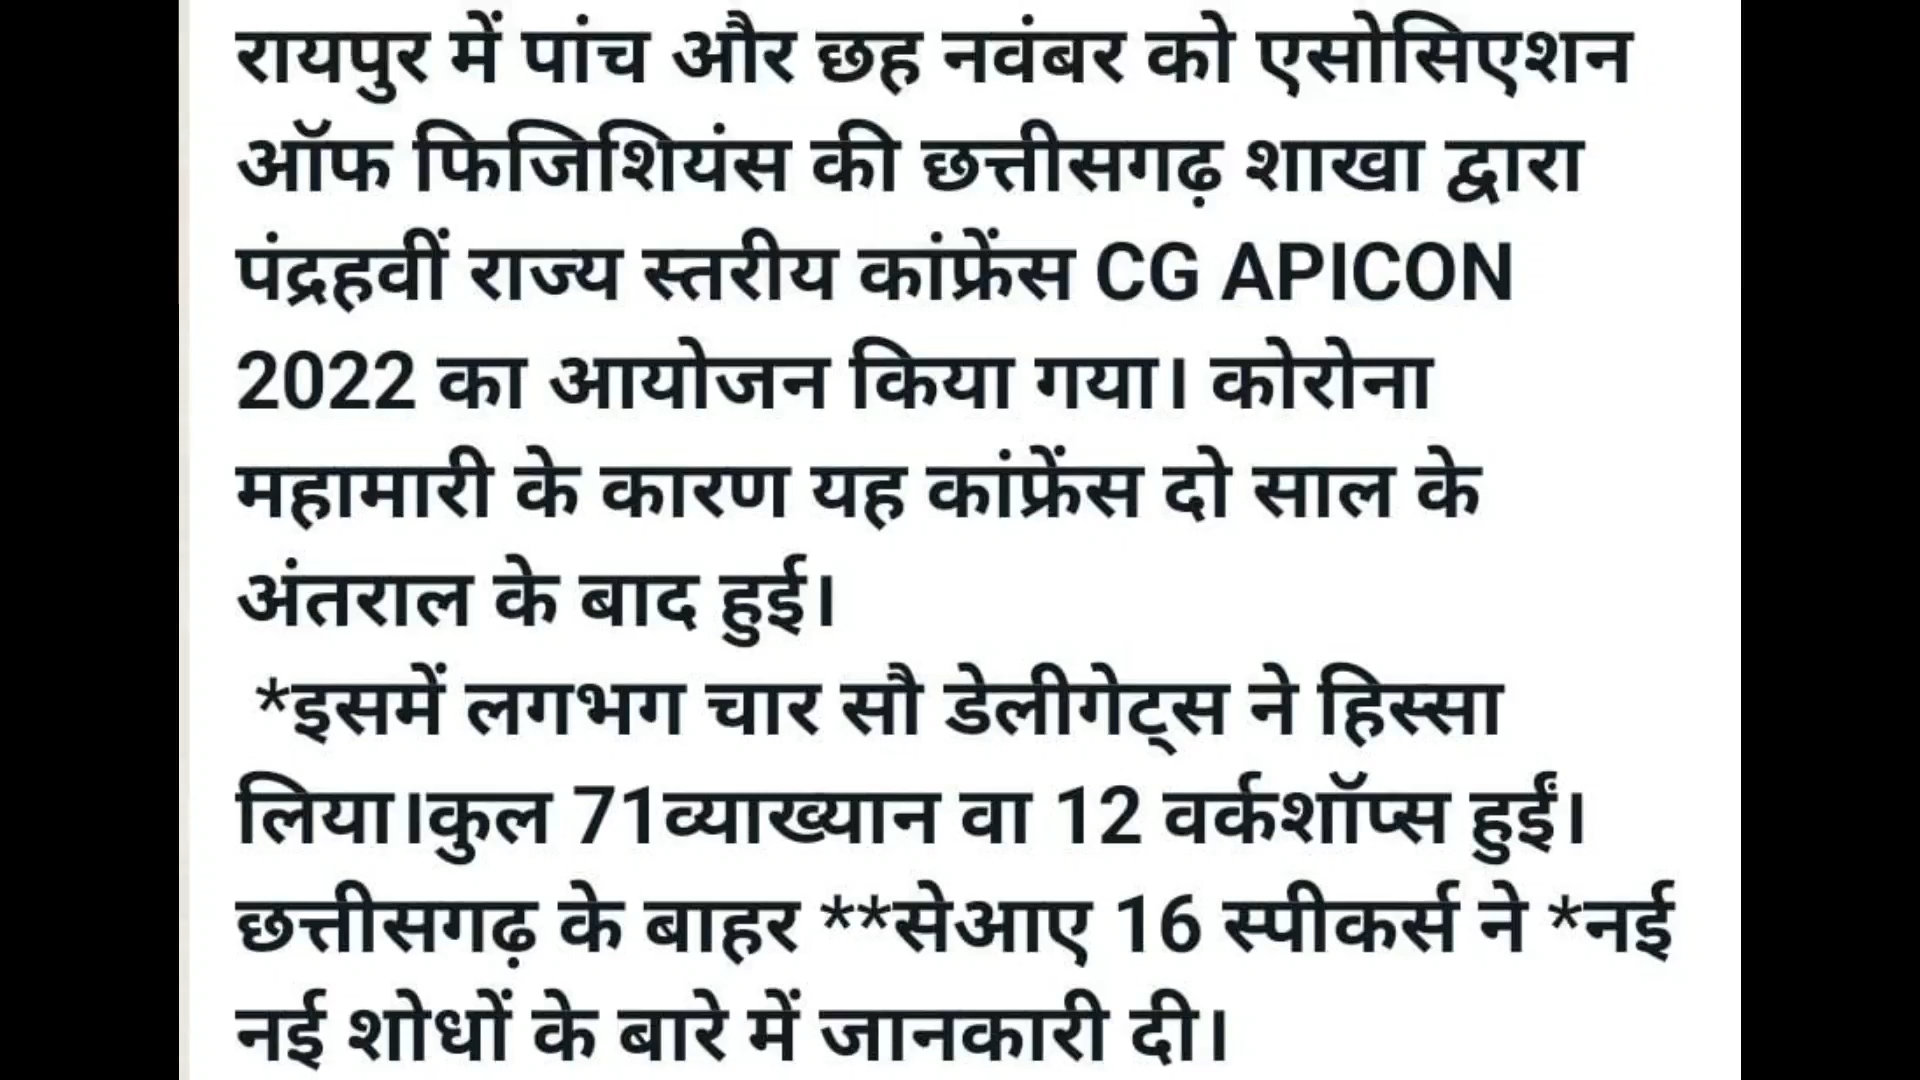 रायपुर में पांच और छह नवंबर को एसोसिएशन
ऑफ फिजिशियंस की छत्तीसगढ़ शाखा द्वारा
पंद्रहवीं राज्य स्तरीय कांफ्रेंस CG APICON
2022 का आयोजन किया गया। कोरोना
महामारी के कारण यह कांफ्रेंस दो साल के
अंतराल के बाद हुई।
*इसमें लगभग चार सौ डेलीगेट्स ने हिस्सा
लिया।कुल 71व्याख्यान वा 12 वर्कशॉप्स हुईं।
छत्तीसगढ़ के बाहर **सेआए 16 स्पीकर्स ने *नई
नई शोधों के बारे में जानकारी दी।